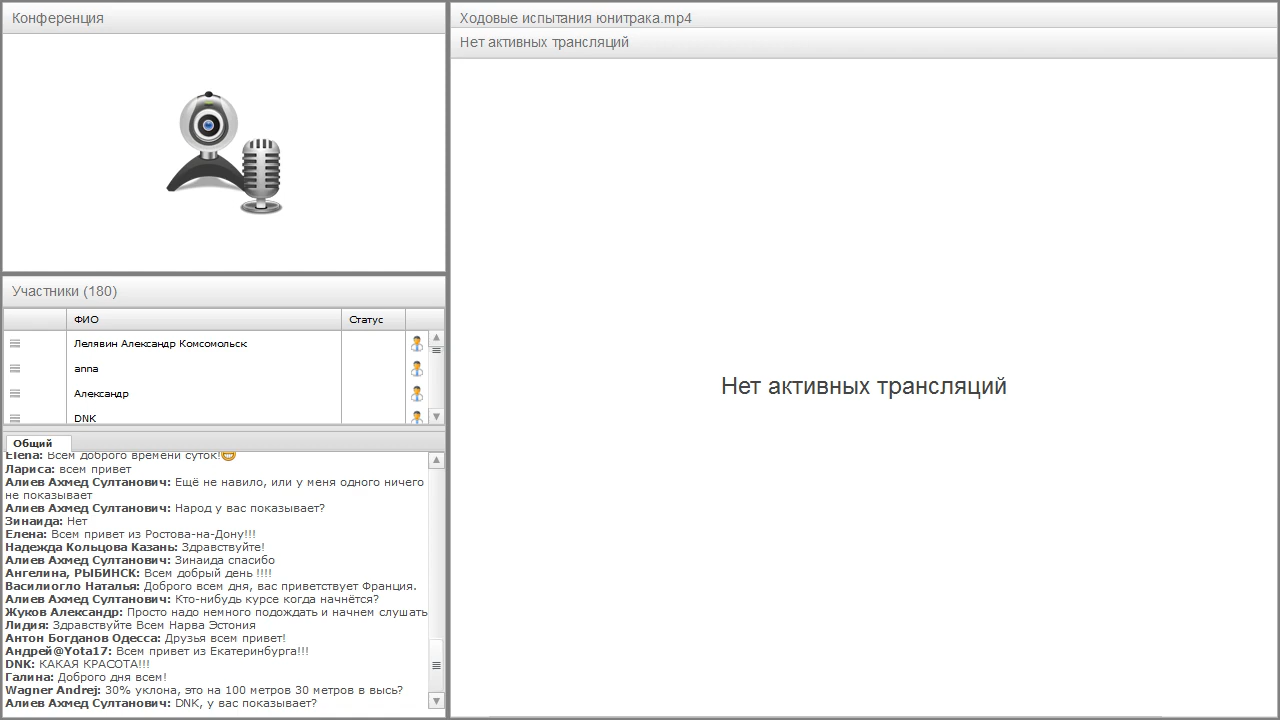 Конференция
Участники (180)
ФИО
Статус
Лелявин Александр Комсомольск
anna
Александр
DNK
Общий
Elena: Всем доброго времени суток!
Лариса: всем привет
Алиев Ахмед Султанович: Ещё не навило, или у меня одного ничего
не показывает
Алиев Ахмед Султанович: Народ у вас показывает?
Зинаида: Нет
Елена: Всем привет из Ростова-на-Дону!!!
Надежда Кольцова Казань: Здравствуйте!
Алиев Ахмед Султанович: Зинаида спасибо
Ангелина, РЫБИНСК: Всем добрый день !!!!
Василиогло Наталья: Доброго всем дня, вас приветствует Франция.
Алиев Ахмед Султанович: Кто-нибудь курсе когда начнётся?
Жуков Александр: Просто надо немного подождать и начнем слушать
Лидия: Здравствуйте Всем Нарва Эстония
Антон Богданов Одесса: Друзья всем привет!
Андрей@Yota17: Всем привет из Екатеринбурга!!!
DNK: КАКАЯ КРАСОТА!!!
Галина: Доброго дня всем!
Wagner Andrej: 30% уклона, это на 100 метров 30 метров в высь?
Алиев Ахмед Султанович: DNK, у вас показывает?
Ходовые испытания юнитрака.mp4
Нет активных трансляций
Нет активных трансляций